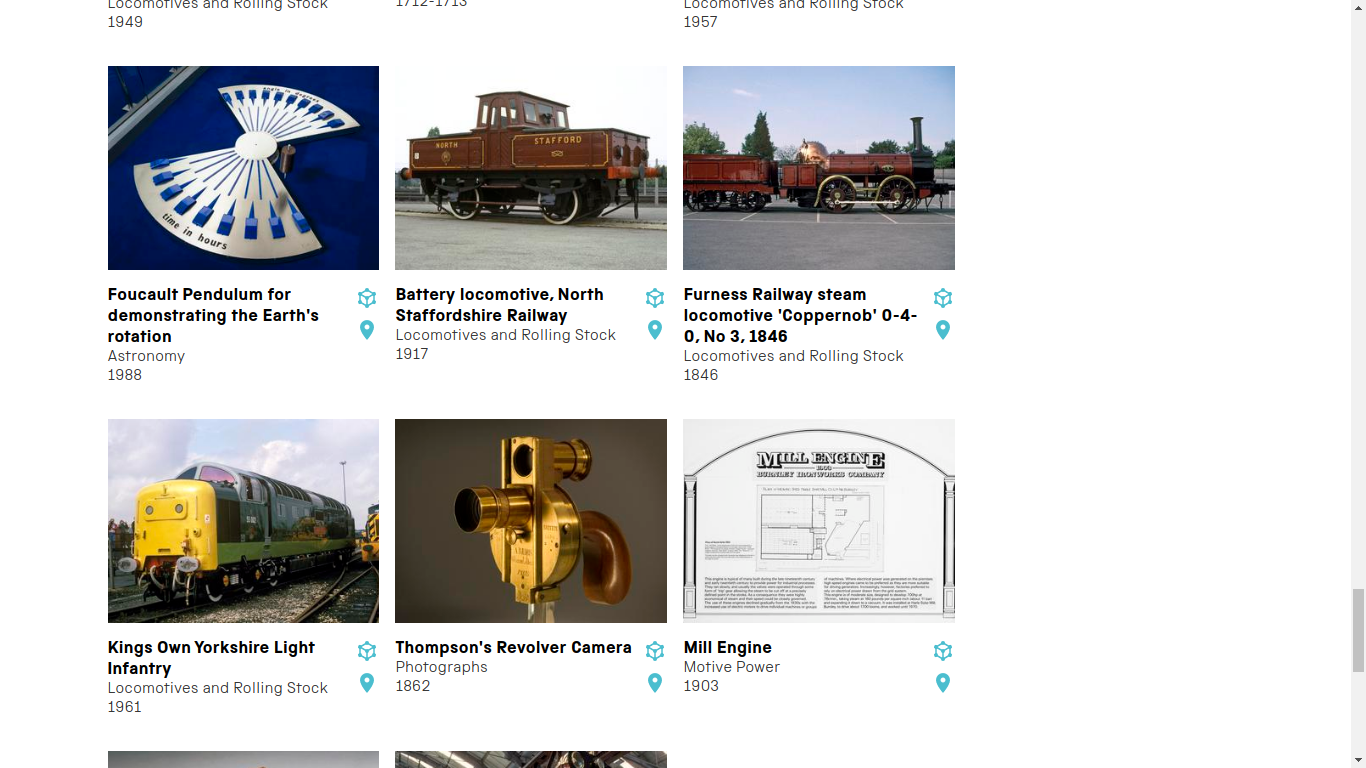 Locomotives and Rolling Stock
1949
1712-1713
Locomotives and Rolling Stock
1957
angle in degrees
time in hours
NORTH
STAFFORD
Foucault Pendulum for
demonstrating the Earth's
rotation
Astronomy
1988
Battery locomotive, North
Staffordshire Railway
Locomotives and Rolling Stock
1917
Furness Railway steam
locomotive 'Coppernob' 0-4-
0, No 3, 1846
Locomotives and Rolling Stock
1846
MILL ENGINE
1903
BURNLEY IRONWORKS COMPANY
Kings Own Yorkshire Light
Infantry
Locomotives and Rolling Stock
1961
Thompson's Revolver Camera
Photographs
1862
Mill Engine
Motive Power
1903